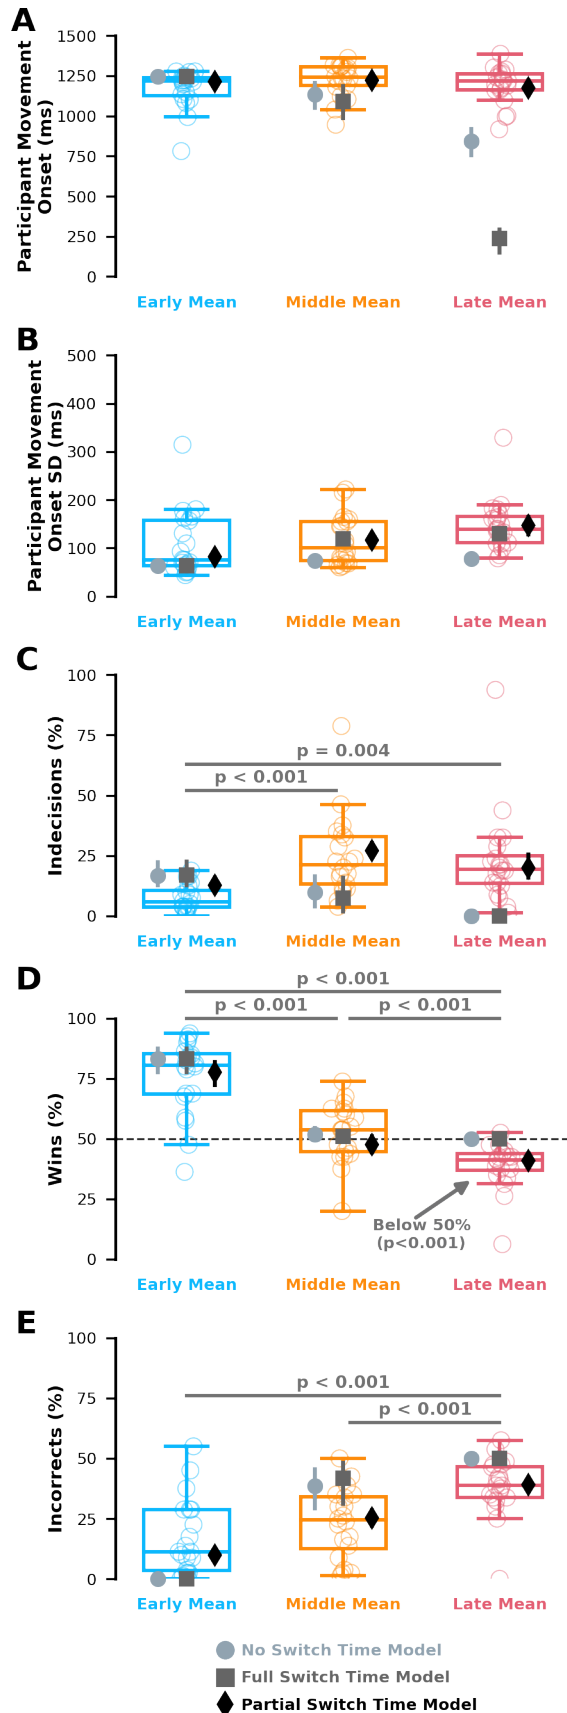 A
Participant Movement
Onset (ms)
1500
1250
1000
750
500
250
0
Early Mean
Middle Mean
Late Mean
B
Participant Movement
Onset SD (ms)
500
400
300
200
100
0
Early Mean
Middle Mean
Late Mean
C
Indecisions (%)
100
75
50
25
0
p = 0.004
p < 0.001
Early Mean
Middle Mean
Late Mean
D
Wins (%)
100
75
50
25
0
p < 0.001
p < 0.001
p < 0.001
Below 50%
(p<0.001)
Early Mean
Middle Mean
Late Mean
E
Incorrects (%)
100
75
50
25
0
p < 0.001
p < 0.001
Early Mean
Middle Mean
Late Mean
No Switch Time Model
Full Switch Time Model
Partial Switch Time Model